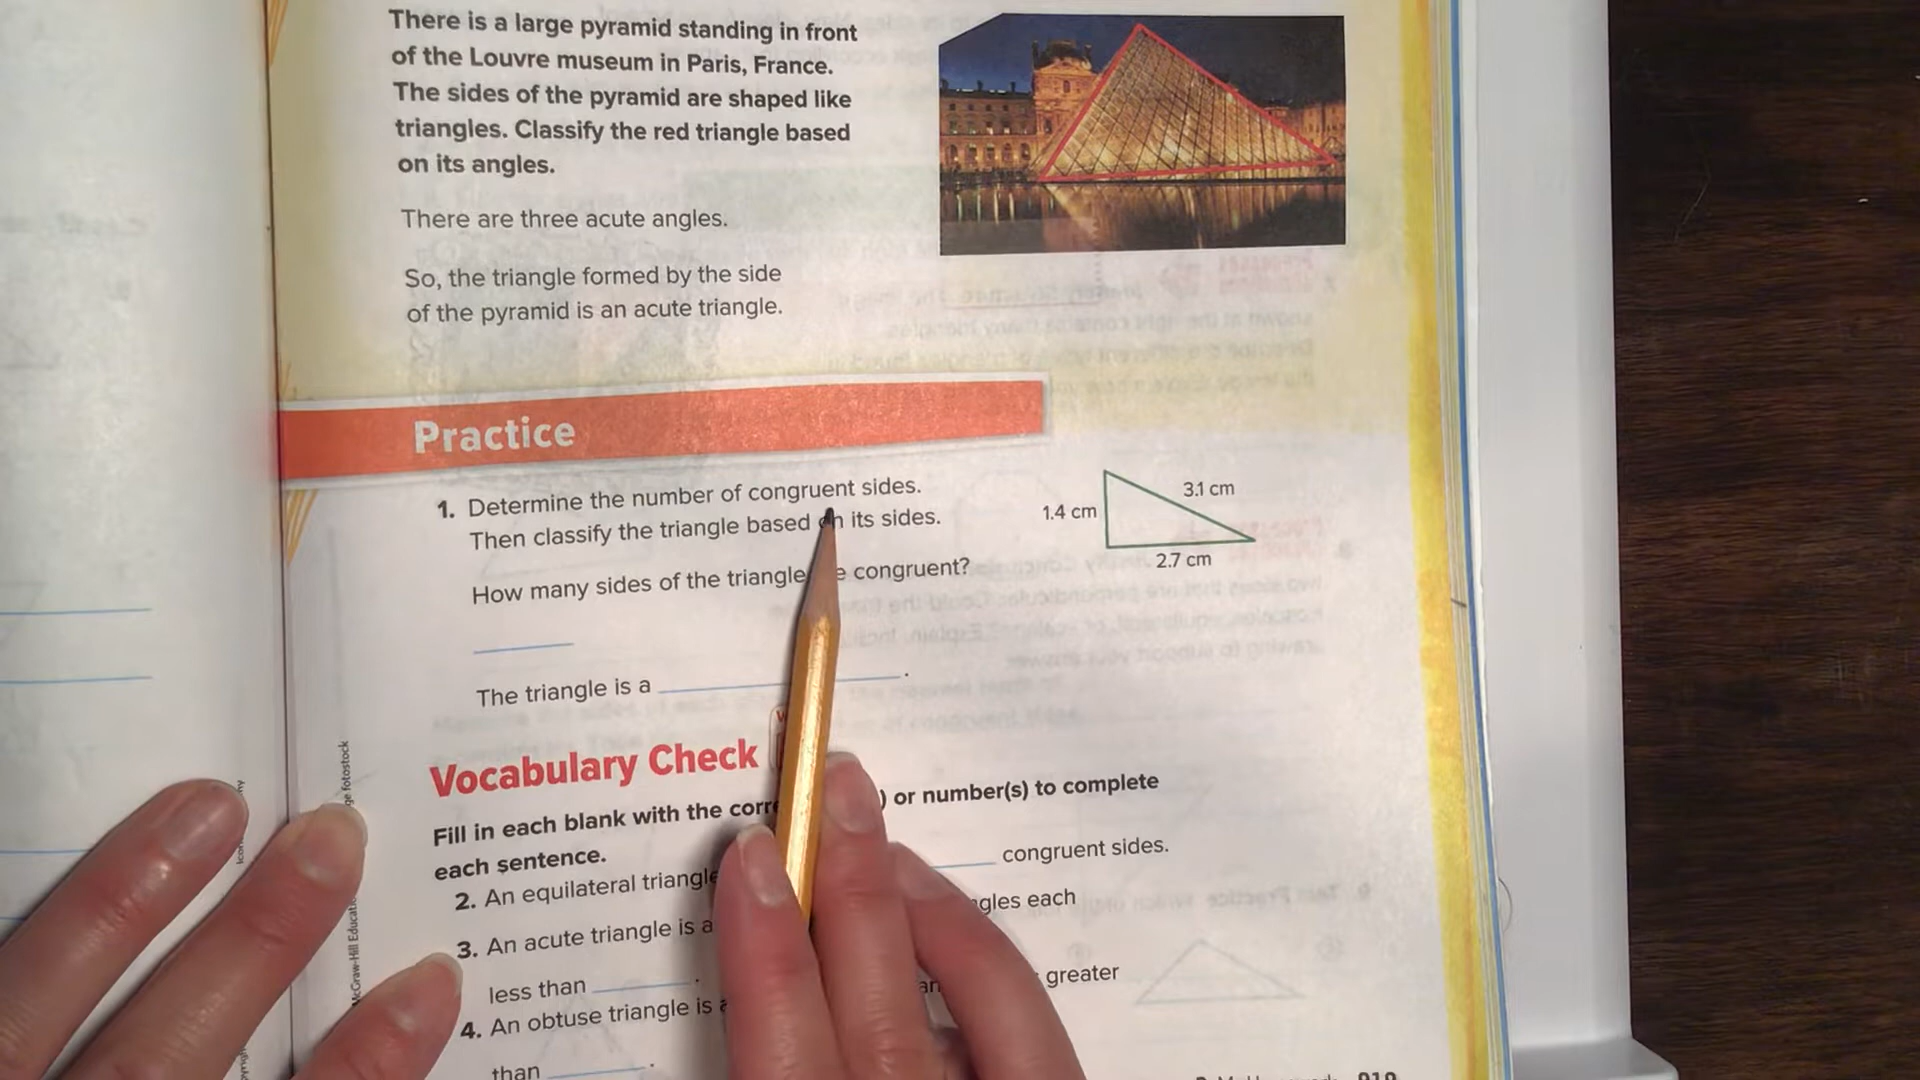 There is a large pyramid standing in front
of the Louvre museum in Paris, France.
The sides of the pyramid are shaped like
triangles. Classify the red triangle based
on its angles.
There are three acute angles.
So, the triangle formed by the side
of the pyramid is an acute triangle.
Practice
1. Determine the number of congruent sides.
Then classify the triangle based on its sides.
How many sides of the triangle congruent?
1.4 cm
3.1 cm
2.7 cm
The triangle is a .
Vocabulary Check
Fill in each blank with the or number(s) to complete
each sentence.
2. An equilateral triangle congruent sides.
3. An acute triangle is a each
less than .
4. An obtuse triangle is greater
than .
McGraw-Hill
fotostock